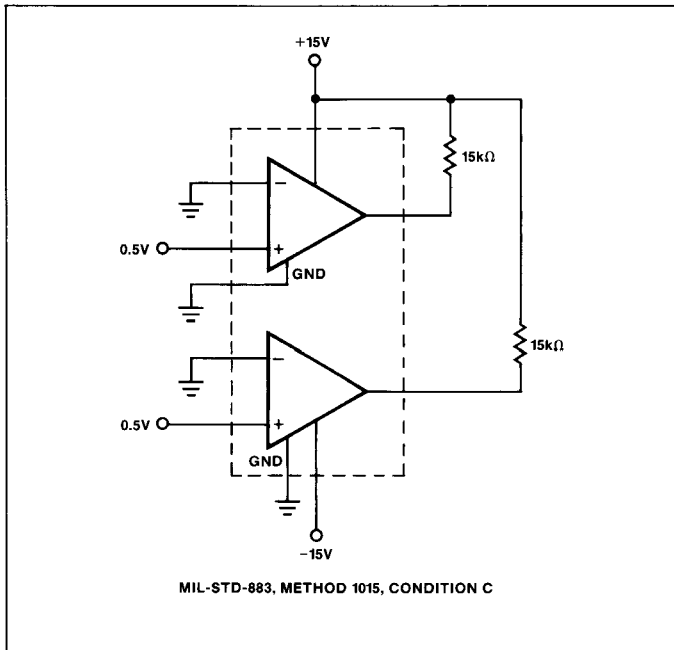 +15V
15kΩ
−
0.5V
+
GND
15kΩ
−
0.5V
+
GND
−15V
MIL-STD-883, METHOD 1015, CONDITION C